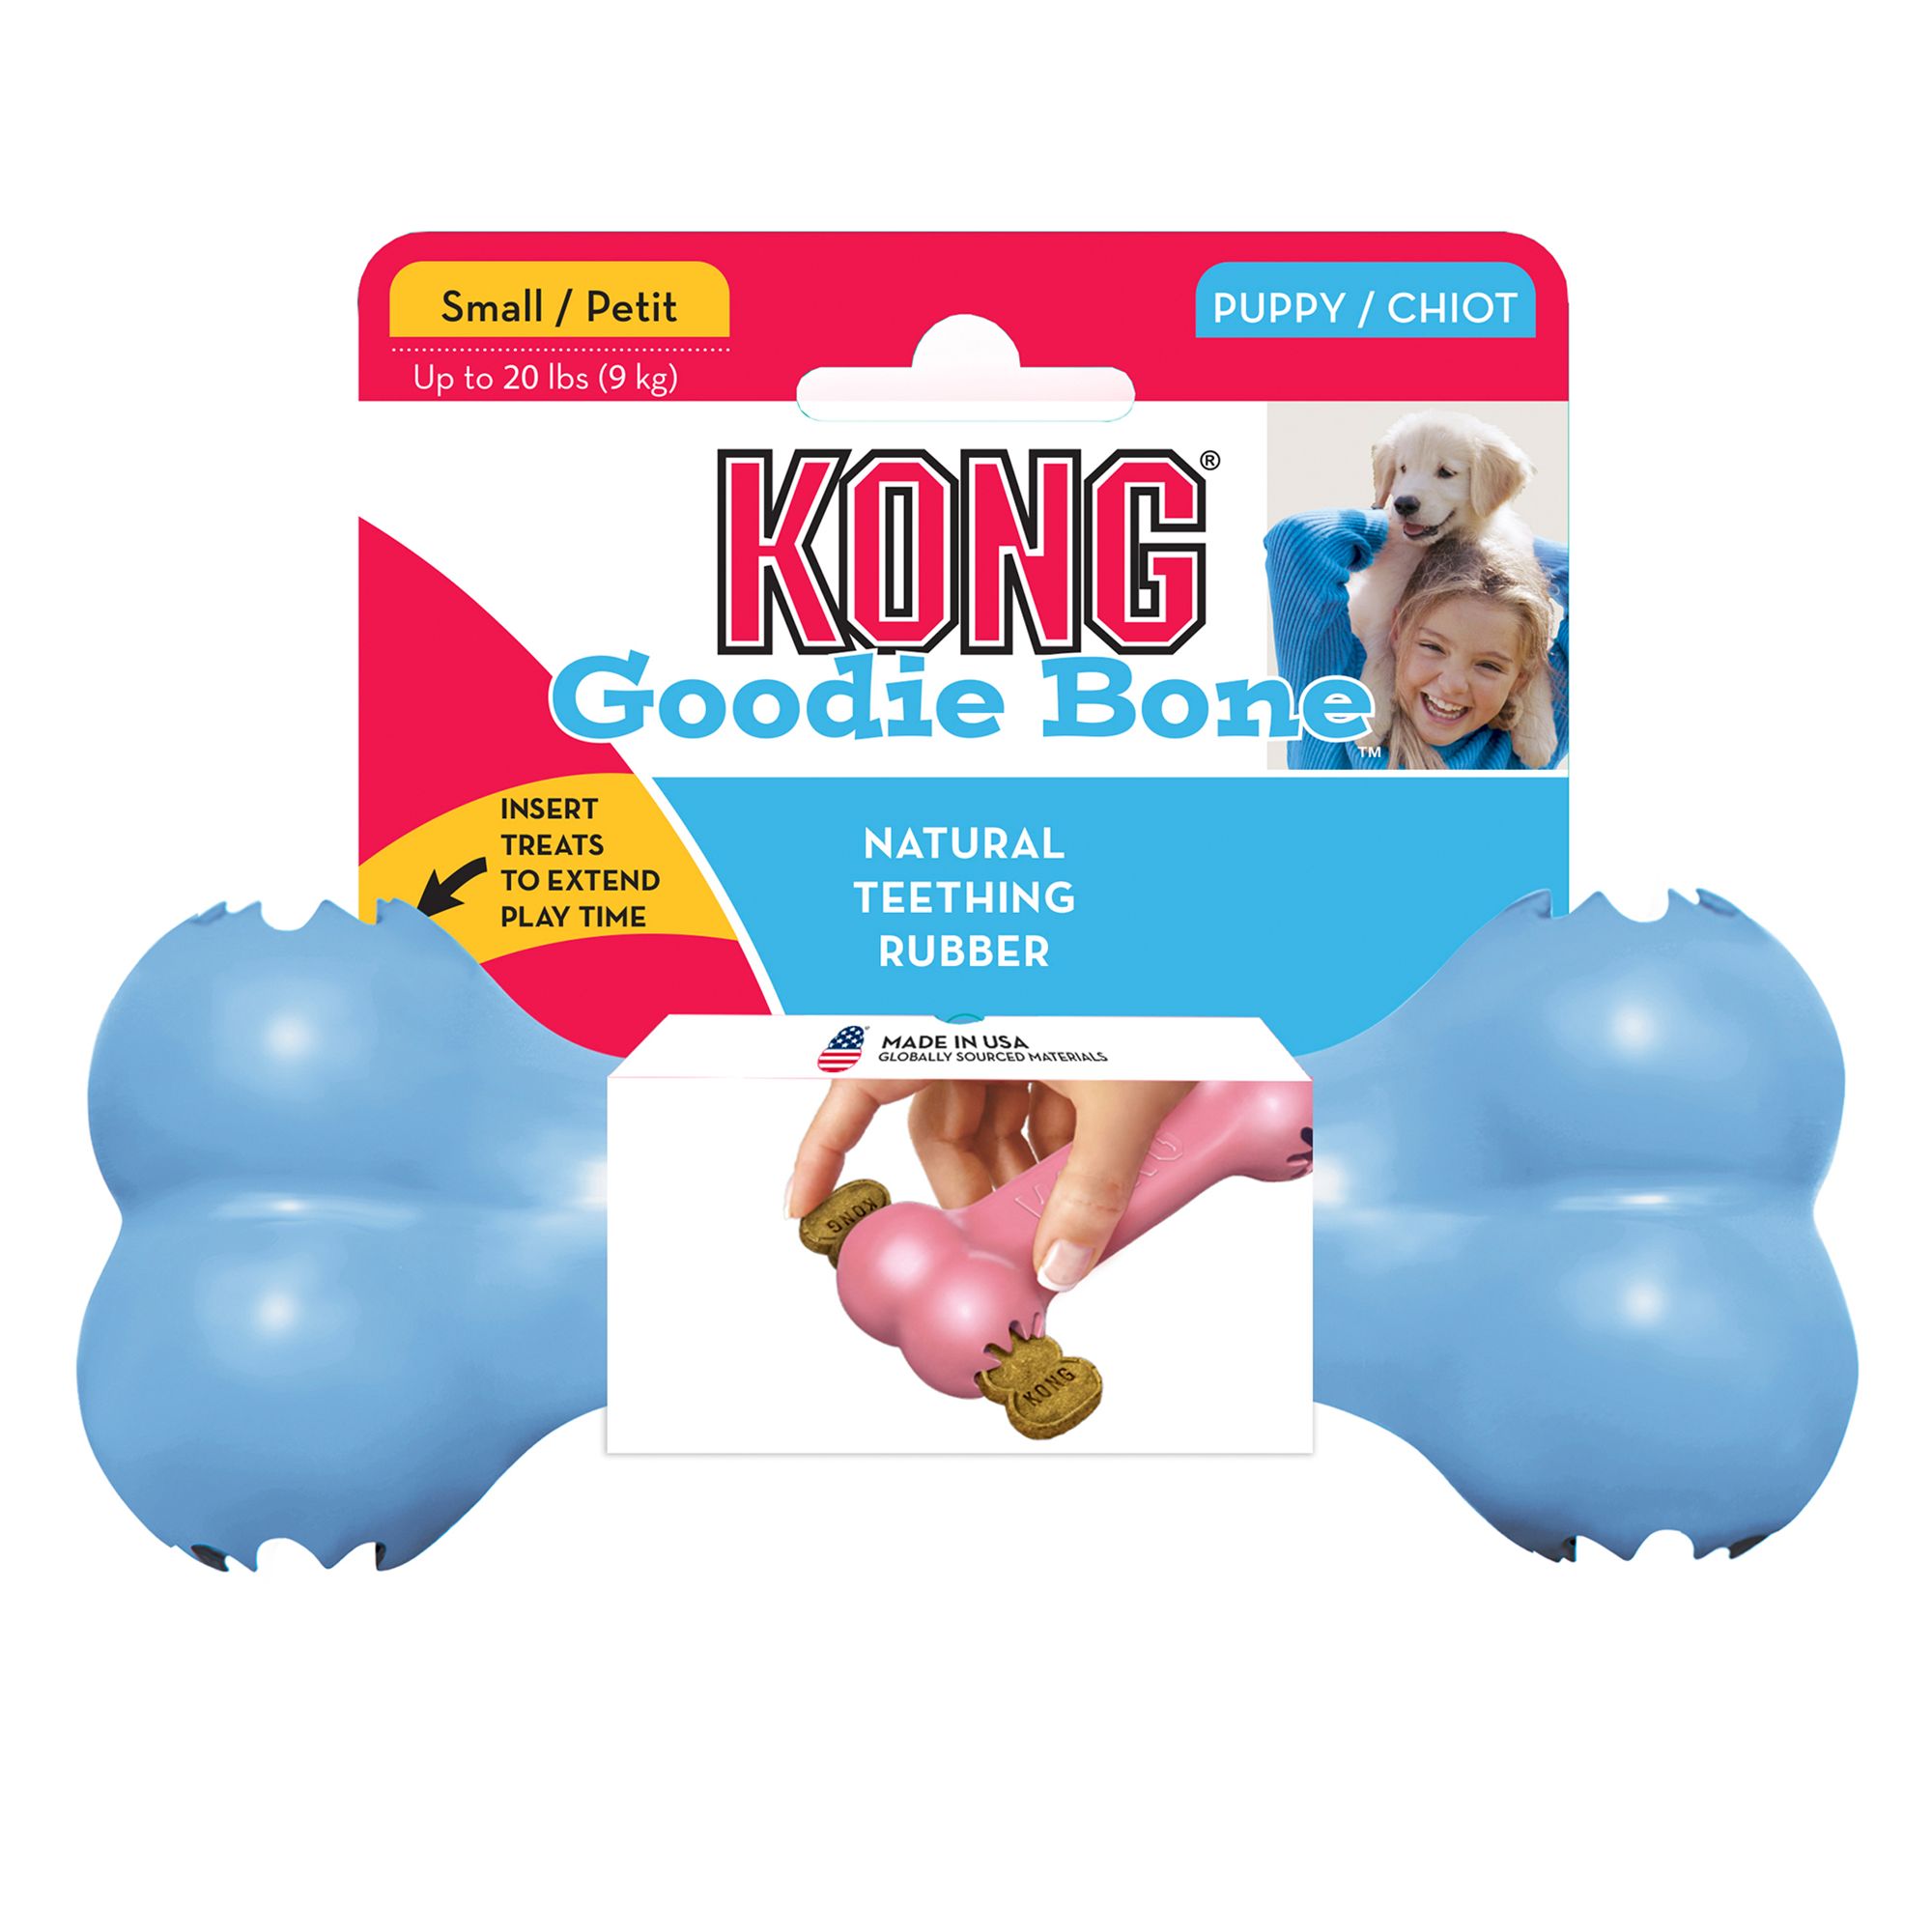 Small / Petit
Up to 20 lbs (9 kg)
PUPPY / CHIOT
KONG®
Goodie Bone™
INSERT
TREATS
TO EXTEND
PLAY TIME
NATURAL
TEETHING
RUBBER
MADE IN USA
GLOBALLY SOURCED MATERIALS
KONG
KONG
KONG